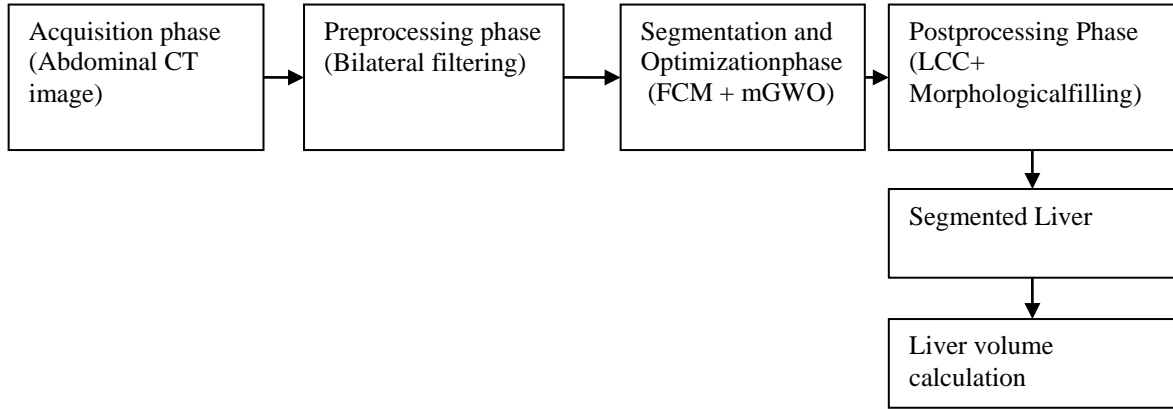 Acquisition phase
(Abdominal CT
image)
Preprocessing phase
(Bilateral filtering)
Segmentation and
Optimizationphase
(FCM + mGWO)
Postprocessing Phase
(LCC+
Morphologicalfilling)
Segmented Liver
Liver volume
calculation